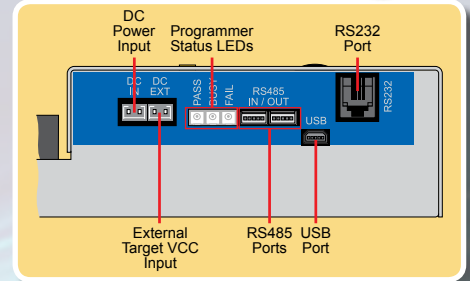 DC
Power
Input
Programmer
Status LEDs
RS232
Port
DC
IN
DC
EXT
PASS
BUSY
FAIL
RS485
IN / OUT
USB
RS232
External
Target VCC
Input
RS485
Ports
USB
Port